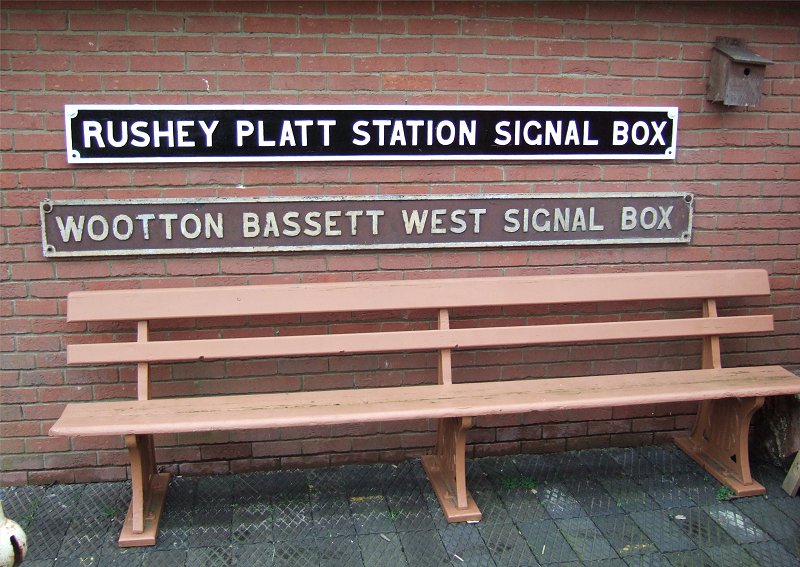 RUSHEY PLATT STATION SIGNAL BOX
WOOTTON BASSETT WEST SIGNAL BOX